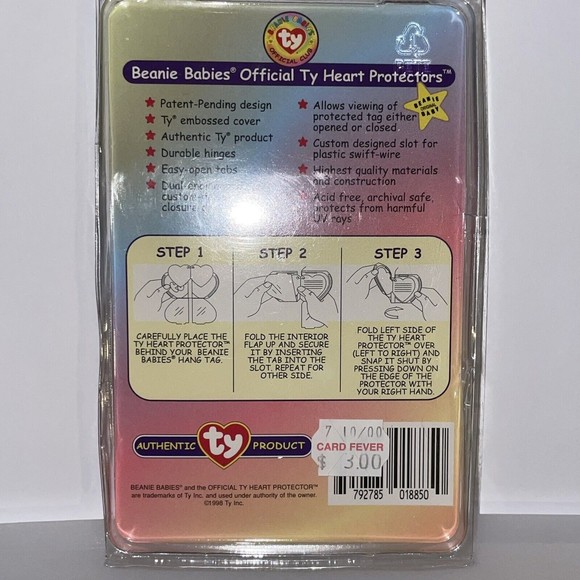 BEANIE BABIES
ty
OFFICIAL CLUB
Beanie Babies® Official Ty Heart Protectors™
Patent-Pending design
Ty® embossed cover
Authentic Ty® product
Durable hinges
Easy-open tabs
closure
Allows viewing of
protected tag either
opened or closed
Custom designed slot for
plastic swift-wire
Highest quality materials
and construction
Acid free, archival safe,
protects from harmful
UV rays
BEANIE
ORIGINAL
BABY
STEP 1
CAREFULLY PLACE THE
TY HEART PROTECTOR™
BEHIND YOUR BEANIE
BABIES® HANG TAG.
STEP 2
FOLD THE INTERIOR
FLAP UP AND SECURE
IT BY INSERTING
THE TAB INTO THE
SLOT. REPEAT FOR
OTHER SIDE.
STEP 3
FOLD LEFT SIDE OF
THE TY HEART
PROTECTOR™ OVER
(LEFT TO RIGHT) AND
SNAP IT SHUT BY
PRESSING DOWN ON
THE EDGE OF THE
PROTECTOR WITH
YOUR RIGHT HAND.
AUTHENTIC ty PRODUCT
7 10/00
CARD FEVER
$ 3.00
792785 018850
BEANIE BABIES® and the OFFICIAL TY HEART PROTECTOR™
are trademarks of Ty Inc. and used under authority of the owner.
©1998 Ty Inc.